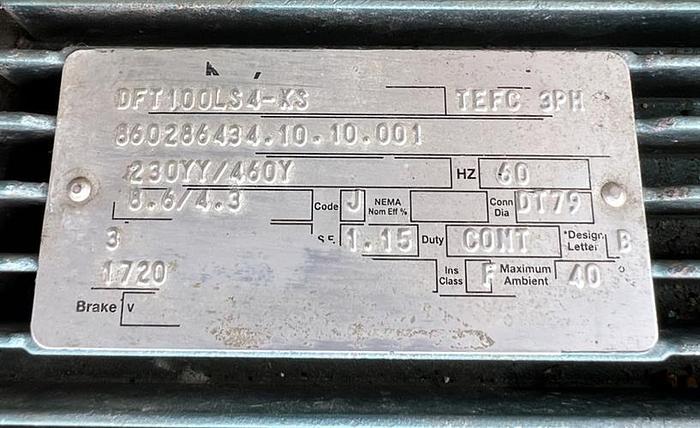 DFT100LS4-KS TEFC 3PH
860286434.10.10.001
230YY/460Y HZ 60
8.6/4.3 Code J NEMA Nom Eff % Conn Dia DT79
3 S.F. 1.15 Duty CONT *Design Letter B
1720 Ins Class F Maximum Ambient 40
Brake V